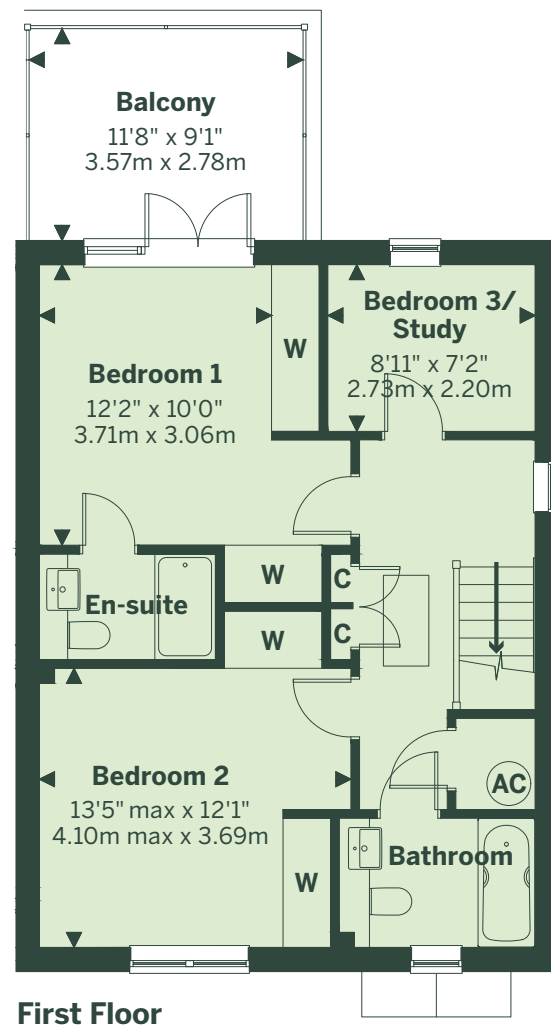 Balcony
11'8" x 9'1"
3.57m x 2.78m
Bedroom 3/
Study
8'11" x 7'2"
2.73m x 2.20m
W
Bedroom 1
12'2" x 10'0"
3.71m x 3.06m
W
C
En-suite
W
C
Bedroom 2
13'5" max x 12'1"
4.10m max x 3.69m
AC
W
Bathroom
First Floor